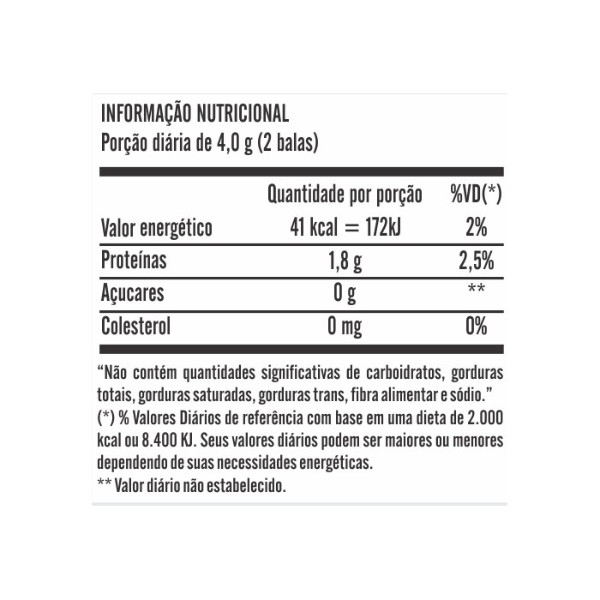 INFORMAÇÃO NUTRICIONAL
Porção diária de 4,0 g (2 balas)
Quantidade por porção %VD(*)
Valor energético 41 kcal = 172kJ 2%
Proteínas 1,8 g 2,5%
Açucares 0 g **
Colesterol 0 mg 0%
“Não contém quantidades significativas de carboidratos, gorduras
totais, gorduras saturadas, gorduras trans, fibra alimentar e sódio.”
(*) % Valores Diários de referência com base em uma dieta de 2.000
kcal ou 8.400 KJ. Seus valores diários podem ser maiores ou menores
dependendo de suas necessidades energéticas.
** Valor diário não estabelecido.